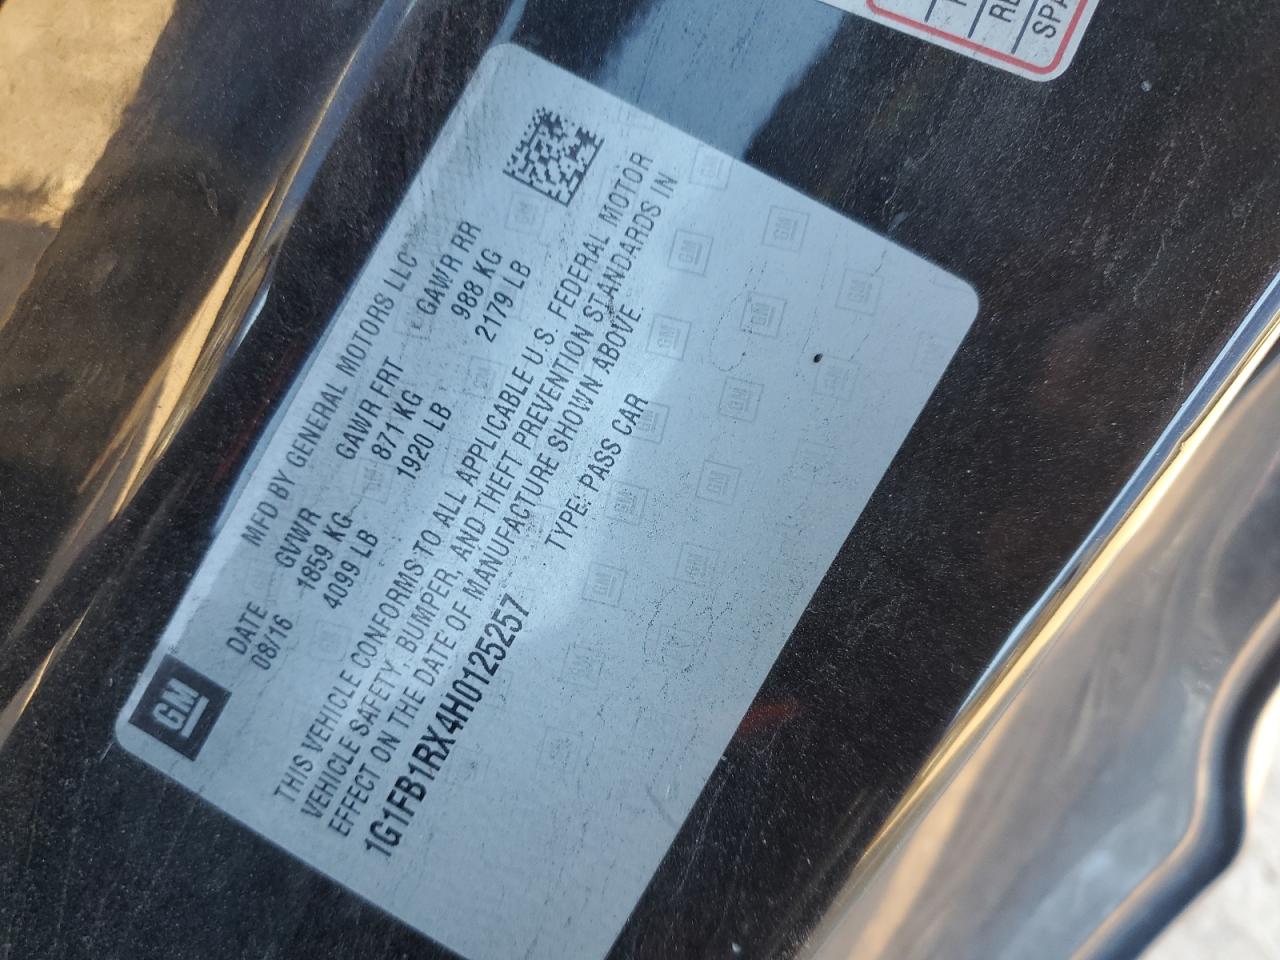 GM
MFD BY GENERAL MOTORS LLC
DATE GVWR GAWR FRT GAWR RR
08/16 1859 KG 871 KG 988 KG
4099 LB 1920 LB 2179 LB
THIS VEHICLE CONFORMS TO ALL APPLICABLE U.S. FEDERAL MOTOR
VEHICLE SAFETY, BUMPER, AND THEFT PREVENTION STANDARDS IN
EFFECT ON THE DATE OF MANUFACTURE SHOWN ABOVE.
1G1FB1RX4H0125257 TYPE: PASS CAR